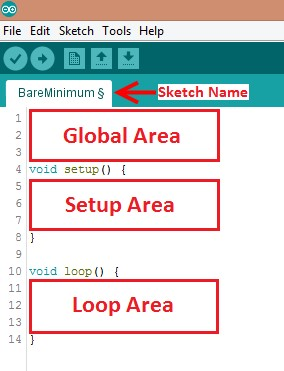 File Edit Sketch Tools Help
BareMinimum § Sketch Name
1
2 Global Area
3
4 void setup() {
5
6 Setup Area
7
8 }
9
10 void loop() {
11
12 Loop Area
13
14 }